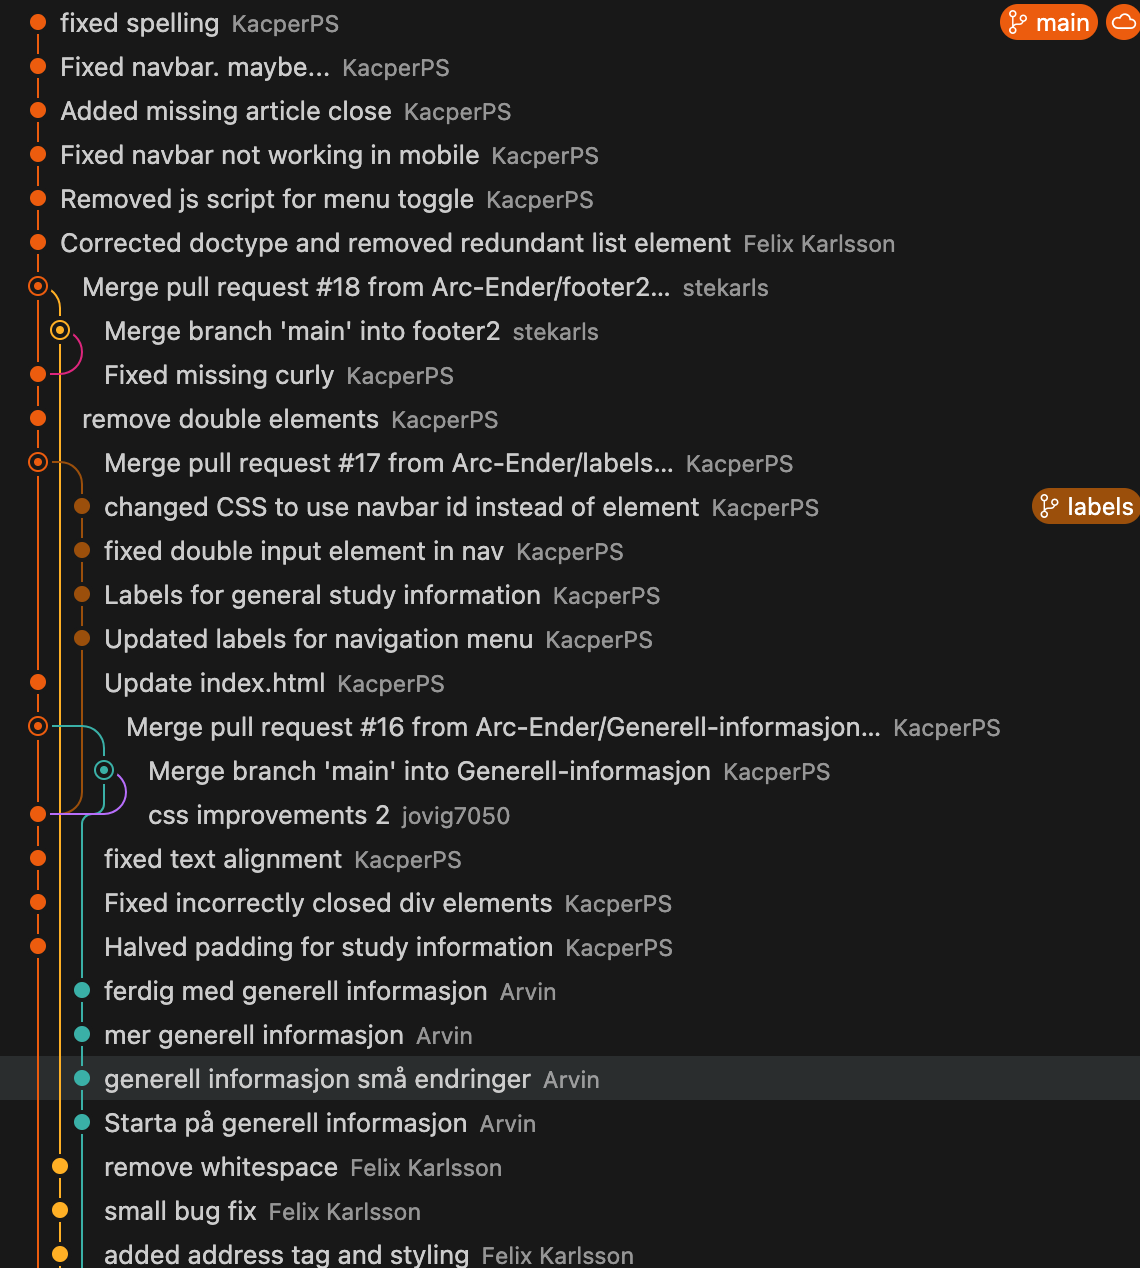 fixed spelling KacperPS main
Fixed navbar. maybe... KacperPS
Added missing article close KacperPS
Fixed navbar not working in mobile KacperPS
Removed js script for menu toggle KacperPS
Corrected doctype and removed redundant list element Felix Karlsson
Merge pull request #18 from Arc-Ender/footer2... stekarls
Merge branch 'main' into footer2 stekarls
Fixed missing curly KacperPS
remove double elements KacperPS
Merge pull request #17 from Arc-Ender/labels... KacperPS
changed CSS to use navbar id instead of element KacperPS labels
fixed double input element in nav KacperPS
Labels for general study information KacperPS
Updated labels for navigation menu KacperPS
Update index.html KacperPS
Merge pull request #16 from Arc-Ender/Generell-informasjon... KacperPS
Merge branch 'main' into Generell-informasjon KacperPS
css improvements 2 jovig7050
fixed text alignment KacperPS
Fixed incorrectly closed div elements KacperPS
Halved padding for study information KacperPS
ferdig med generell informasjon Arvin
mer generell informasjon Arvin
generell informasjon små endringer Arvin
Starta på generell informasjon Arvin
remove whitespace Felix Karlsson
small bug fix Felix Karlsson
added address tag and styling Felix Karlsson